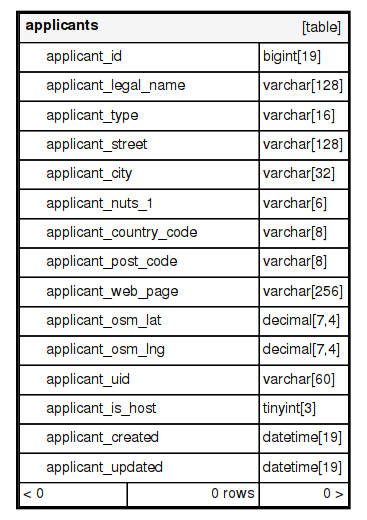 applicants [table]
applicant_id bigint[19]
applicant_legal_name varchar[128]
applicant_type varchar[16]
applicant_street varchar[128]
applicant_city varchar[32]
applicant_nuts_1 varchar[6]
applicant_country_code varchar[8]
applicant_post_code varchar[8]
applicant_web_page varchar[256]
applicant_osm_lat decimal[7,4]
applicant_osm_lng decimal[7,4]
applicant_uid varchar[60]
applicant_is_host tinyint[3]
applicant_created datetime[19]
applicant_updated datetime[19]
< 0 0 rows 0 >